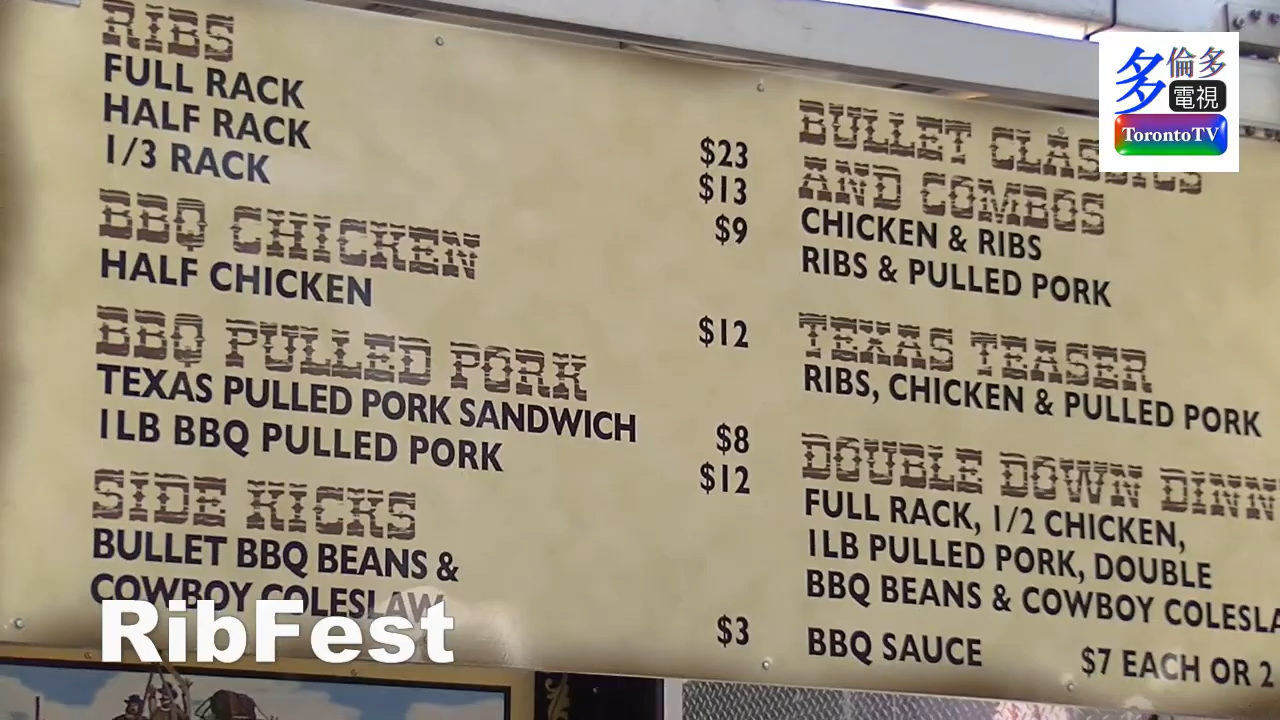 RIBS
FULL RACK $23
HALF RACK $13
1/3 RACK $9
BBQ CHICKEN
HALF CHICKEN $12
BBQ PULLED PORK
TEXAS PULLED PORK SANDWICH $8
1LB BBQ PULLED PORK $12
SIDE KICKS
BULLET BBQ BEANS &
COWBOY COLESLAW $3
BULLET CLASSICS
AND COMBOS
CHICKEN & RIBS
RIBS & PULLED PORK
TEXAS TEASER
RIBS, CHICKEN & PULLED PORK
DOUBLE DOWN DINN
FULL RACK, 1/2 CHICKEN,
1LB PULLED PORK, DOUBLE
BBQ BEANS & COWBOY COLESLA
BBQ SAUCE $7 EACH OR 2
多倫多
電視
TorontoTV
RibFest